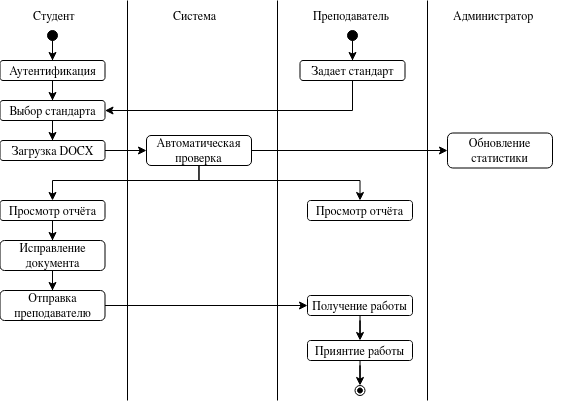 Студент
Система
Преподаватель
Администратор
Аутентификация
Задает стандарт
Выбор стандарта
Загрузка DOCX
Автоматическая
проверка
Обновление
статистики
Просмотр отчёта
Просмотр отчёта
Исправление
документа
Отправка
преподавателю
Получение работы
Приянтие работы